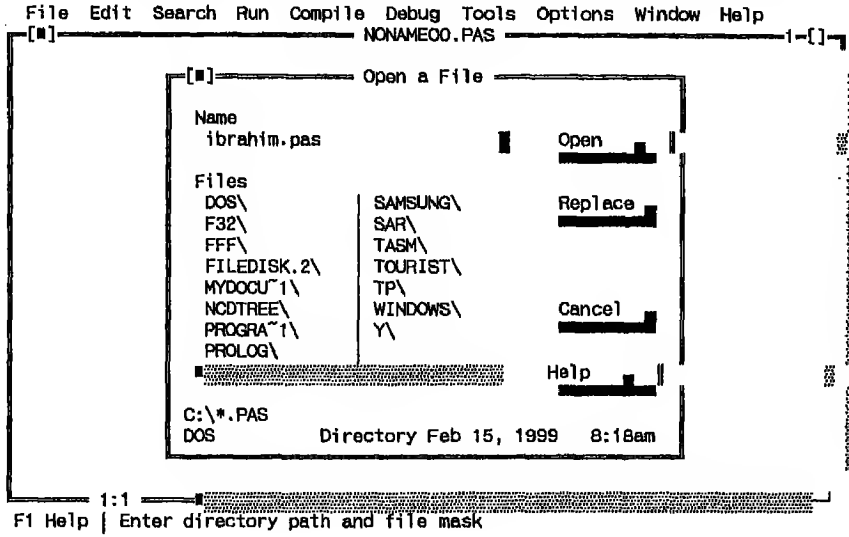 File Edit Search Run Compile Debug Tools Options Window Help
[■] NONAME00.PAS 1-[]
[■] Open a File
Name
ibrahim.pas
Open
Files
DOS\ SAMSUNG\
Replace
F32\ SAR\
FFF\ TASM\
FILEDISK.2\ TOURIST\
MYDOCU~1\ TP\
NCDTREE\ WINDOWS\
Cancel
PROGRA~1\ Y\
PROLOG\
Help
C:\*.PAS
DOS Directory Feb 15, 1999 8:18am
1:1
F1 Help | Enter directory path and file mask